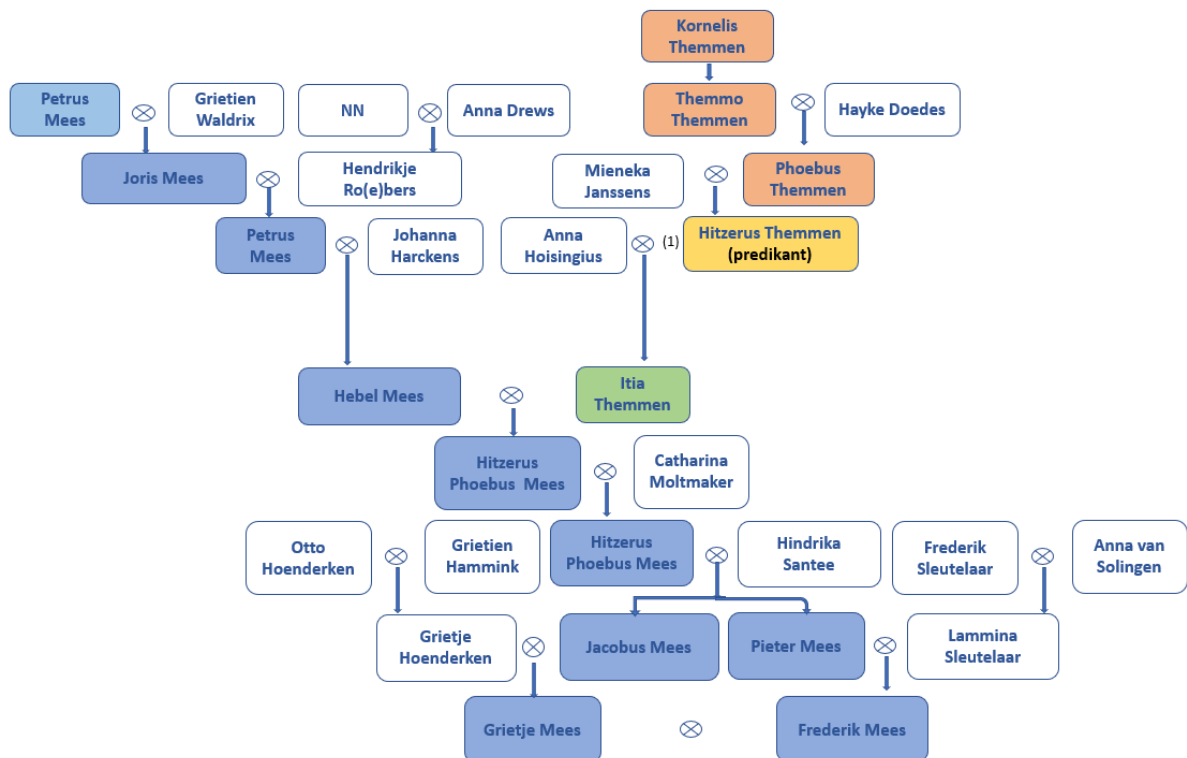 Kornelis
Themmen
Petrus
Mees
Grietien
Waldrix
NN
Anna Drews
Themmo
Themmen
Hayke Doedes
Joris Mees
Hendrikje
Ro(e)bers
Mieneka
Janssens
Phoebus
Themmen
Petrus
Mees
Johanna
Harckens
Anna
Hoisingius
(1)
Hitzerus Themmen
(predikant)
Hebel Mees
Itia
Themmen
Hitzerus
Phoebus Mees
Catharina
Moltmaker
Otto
Hoenderken
Grietien
Hammink
Hitzerus
Phoebus Mees
Hindrika
Santee
Frederik
Sleutelaar
Anna van
Solingen
Grietje
Hoenderken
Jacobus Mees
Pieter Mees
Lammina
Sleutelaar
Grietje Mees
Frederik Mees